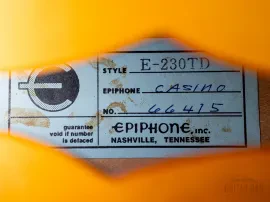 STYLE E-230TD
EPIPHONE CASINO
NO. 66415
guarantee
void if number
is defaced
EPIPHONE, INC.
NASHVILLE, TENNESSEE